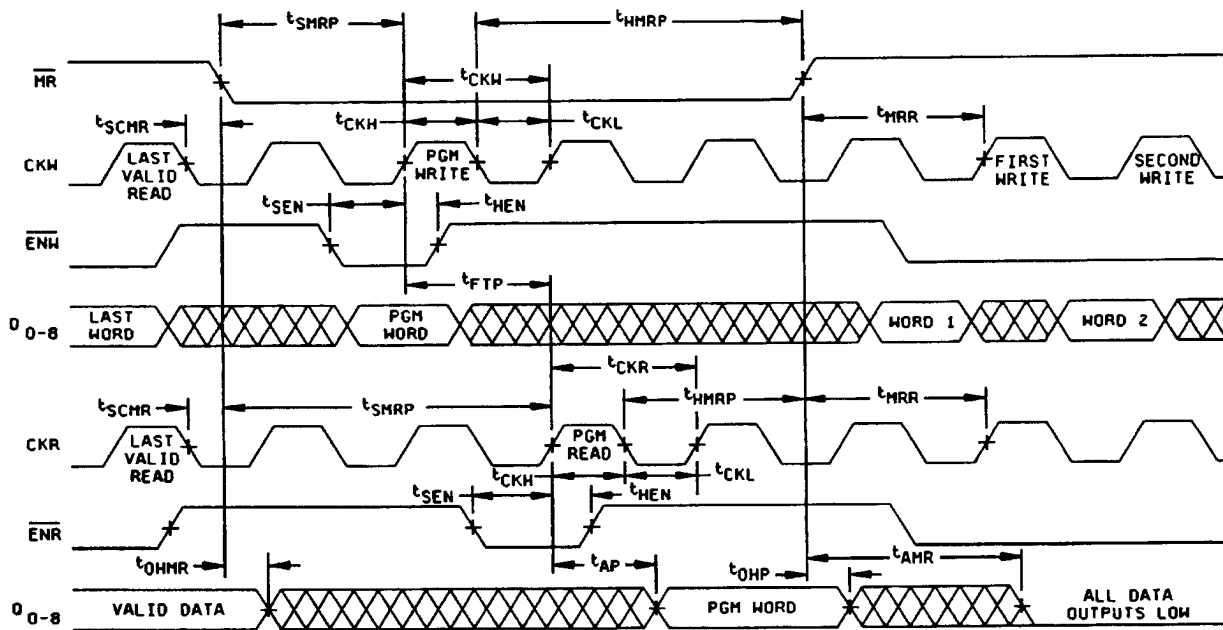 tSMRP
tHMRP
MR
tCKW
tSCMR
tCKH
tCKL
tMRR
CKW
LAST VALID READ
PGM WRITE
FIRST WRITE
SECOND WRITE
tSEN
tHEN
ENW
tFTP
D0-8
LAST WORD
PGM WORD
WORD 1
WORD 2
tCKR
tSCMR
tSMRP
tHMRP
tMRR
CKR
LAST VALID READ
PGM READ
tCKH
tCKL
tSEN
tHEN
ENR
tOHMR
tAP
tOHP
tAMR
Q0-8
VALID DATA
PGM WORD
ALL DATA OUTPUTS LOW